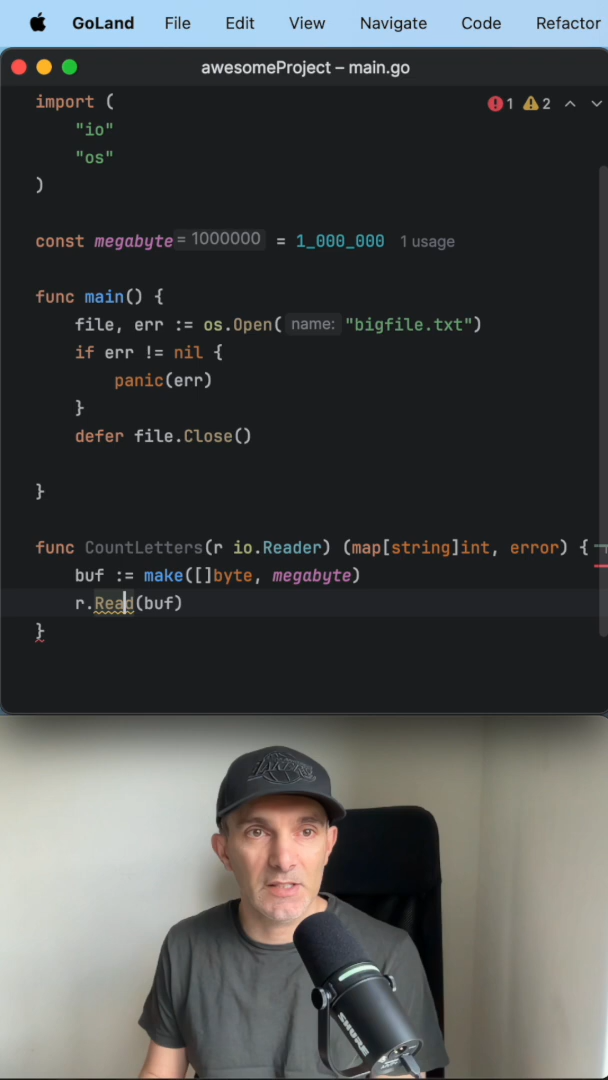 GoLand File Edit View Navigate Code Refactor
awesomeProject – main.go
import (
1 2
"io"
"os"
)
const megabyte = 1000000 = 1_000_000 1 usage
func main() {
file, err := os.Open( name: "bigfile.txt")
if err != nil {
panic(err)
}
defer file.Close()
}
func CountLetters(r io.Reader) (map[string]int, error) {
buf := make([]byte, megabyte)
r.Read(buf)
}
LAKERS
SHURE